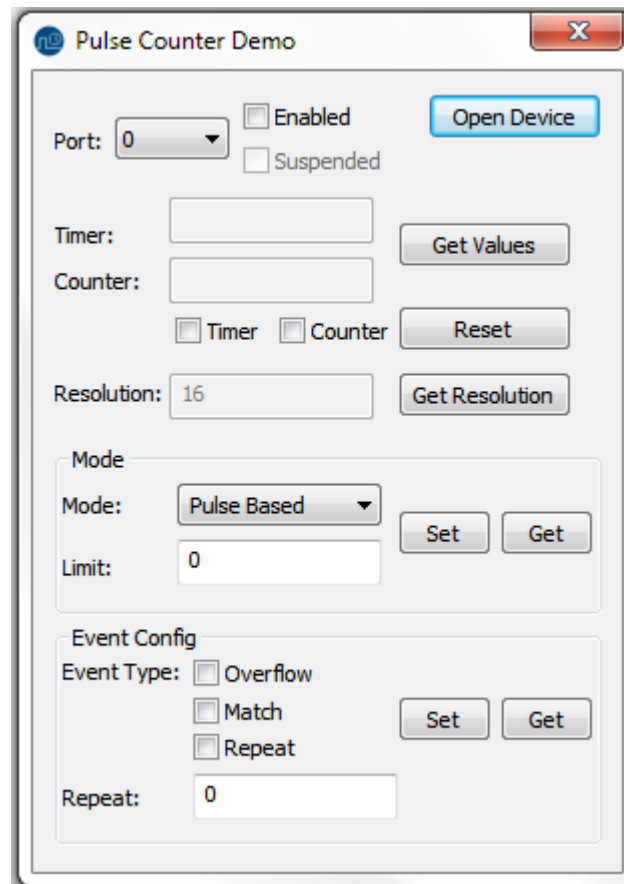 Pulse Counter Demo
Port: 0 Enabled Open Device
Suspended
Timer: Get Values
Counter:
Timer Counter Reset
Resolution: 16 Get Resolution
Mode
Mode: Pulse Based Set Get
Limit: 0
Event Config
Event Type: Overflow
Match Set Get
Repeat
Repeat: 0